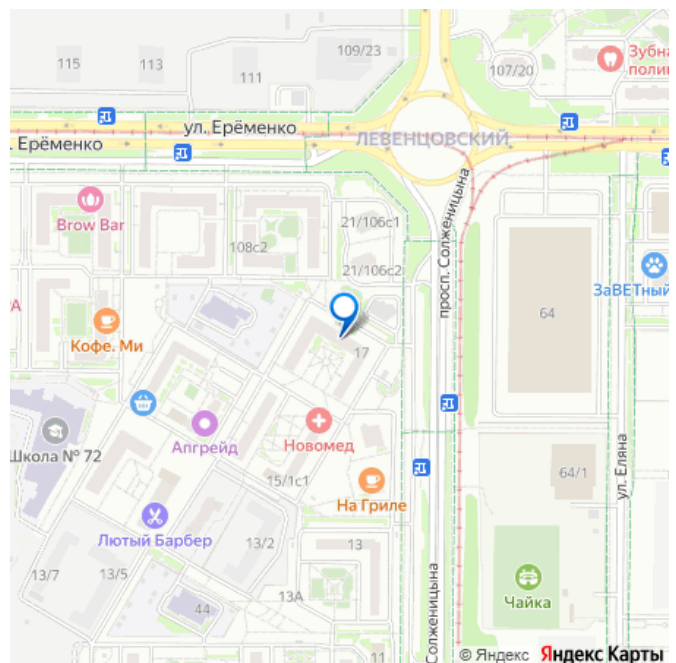 109/23
115
113
111
107/20
Зубна
поли
ул. Ерёменко
ЛЕВЕНЦОВСКИЙ
. Ерёменко
Brow Bar
108с2
21/106с1
21/106с2
просп. Солженицына
ЗаВЕТный
64
РА
Кофе. Ми
17
Апгрейд
Новомед
Школа № 72
15/1с1
На Гриле
64/1
ул. Еляна
Лютый Барбер
13/2
13
13/7
13/5
13А
44
Чайка
Солженицына
11
© Яндекс Яндекс Карты